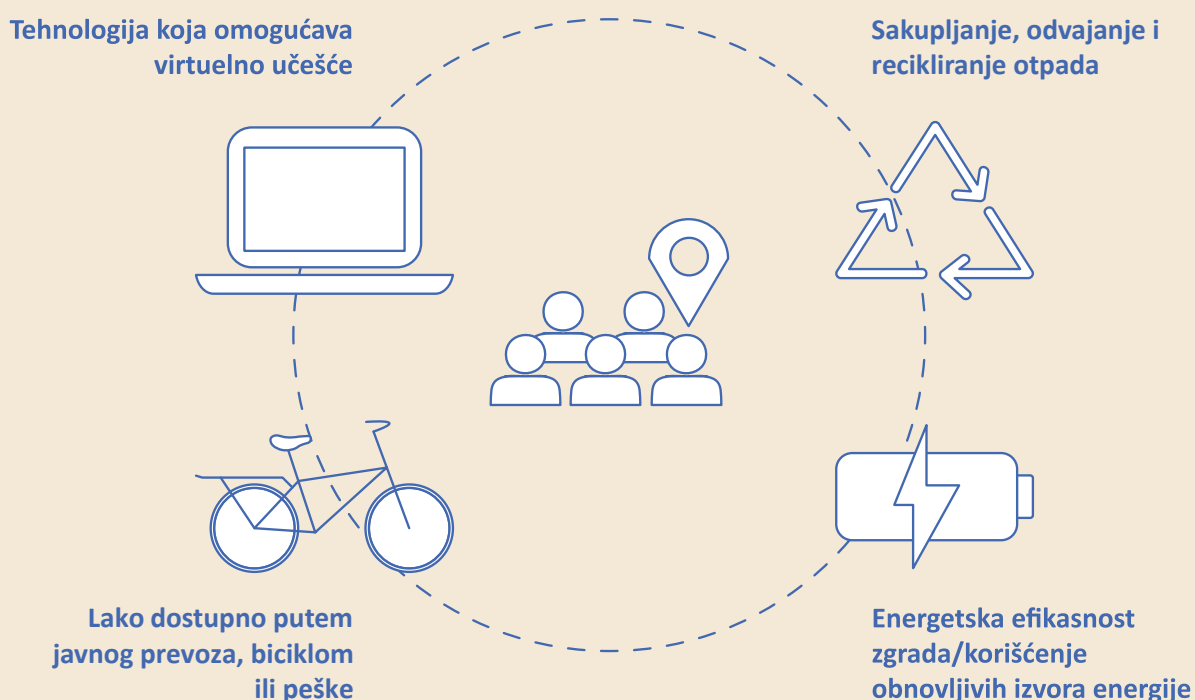 Tehnologija koja omogućava
virtuelno učešće
Sakupljanje, odvajanje i
recikliranje otpada
Lako dostupno putem
javnog prevoza, biciklom
ili peške
Energetska efikasnost
zgrada/korišćenje
obnovljivih izvora energije